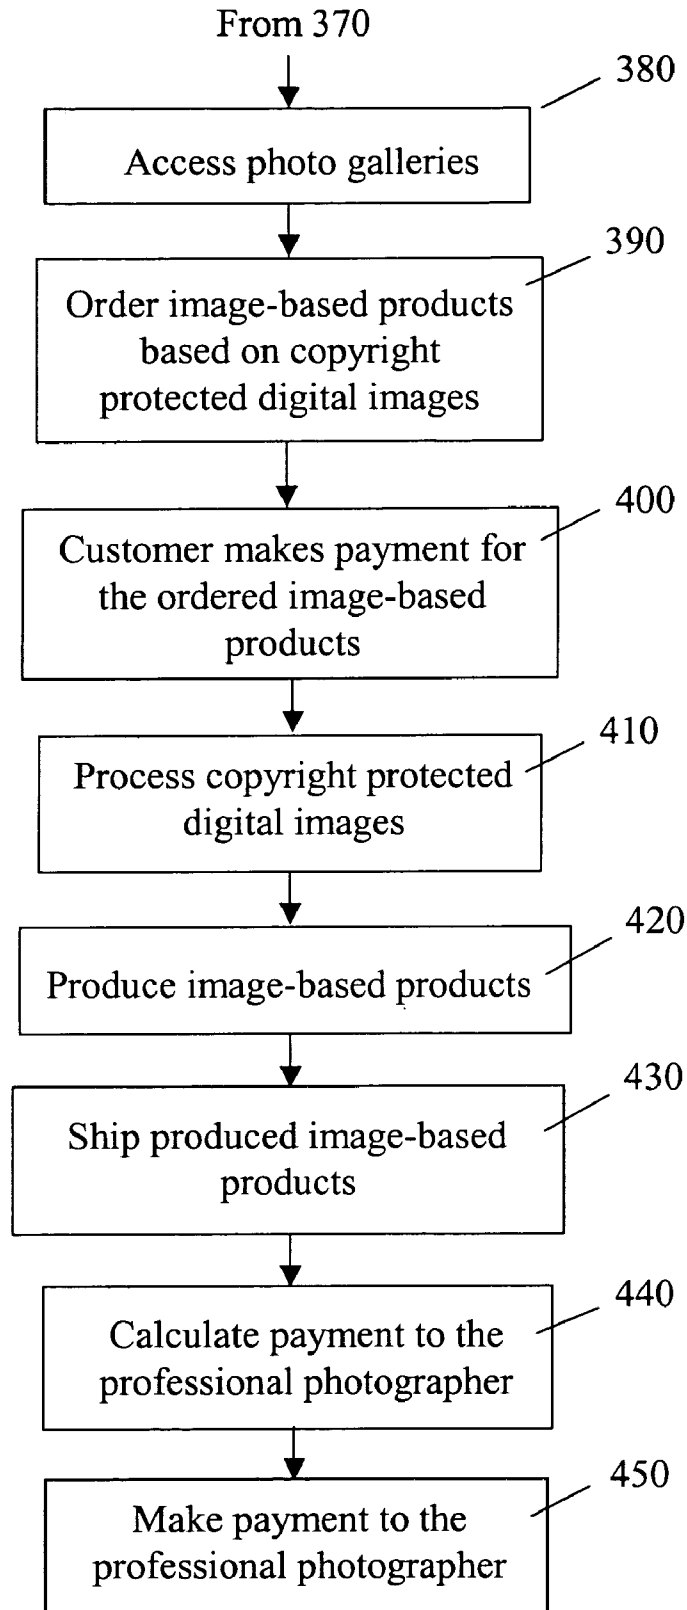 From 370
380
Access photo galleries
390
Order image-based products
based on copyright
protected digital images
400
Customer makes payment for
the ordered image-based
products
410
Process copyright protected
digital images
420
Produce image-based products
430
Ship produced image-based
products
440
Calculate payment to the
professional photographer
450
Make payment to the
professional photographer